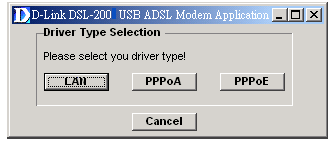 D-Link DSL-200 USB ADSL Modem Application
Driver Type Selection
Please select you driver type!
LAN
PPPoA
PPPoE
Cancel